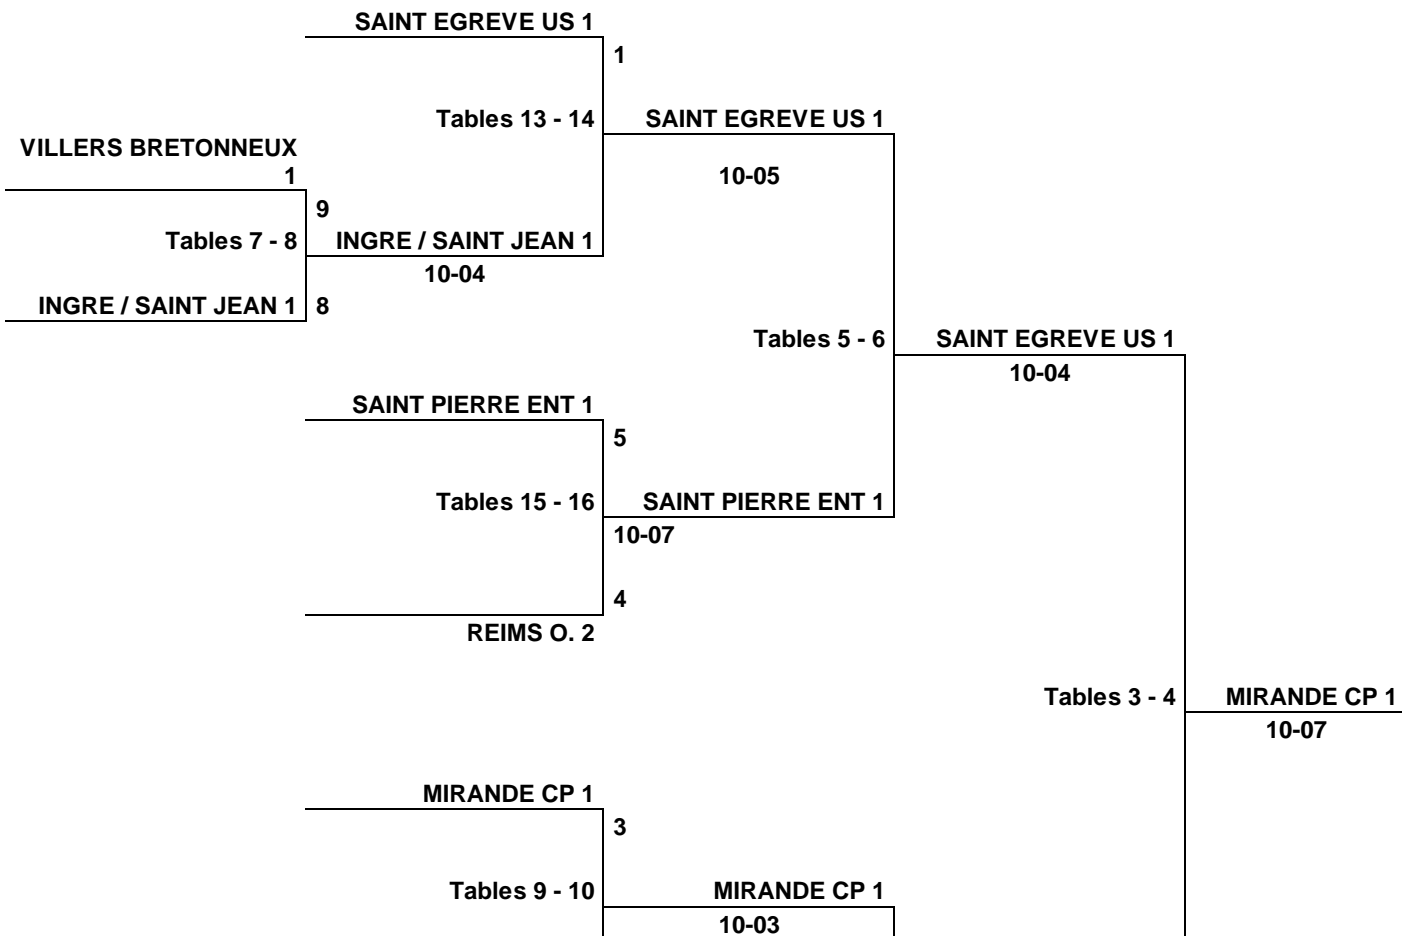 SAINT EGREVE US 1
1
Tables 13 - 14
SAINT EGREVE US 1
VILLERS BRETONNEUX
1
10-05
9
Tables 7 - 8
INGRE / SAINT JEAN 1
10-04
INGRE / SAINT JEAN 1
8
Tables 5 - 6
SAINT EGREVE US 1
10-04
SAINT PIERRE ENT 1
5
Tables 15 - 16
SAINT PIERRE ENT 1
10-07
4
REIMS O. 2
Tables 3 - 4
MIRANDE CP 1
10-07
MIRANDE CP 1
3
Tables 9 - 10
MIRANDE CP 1
10-03